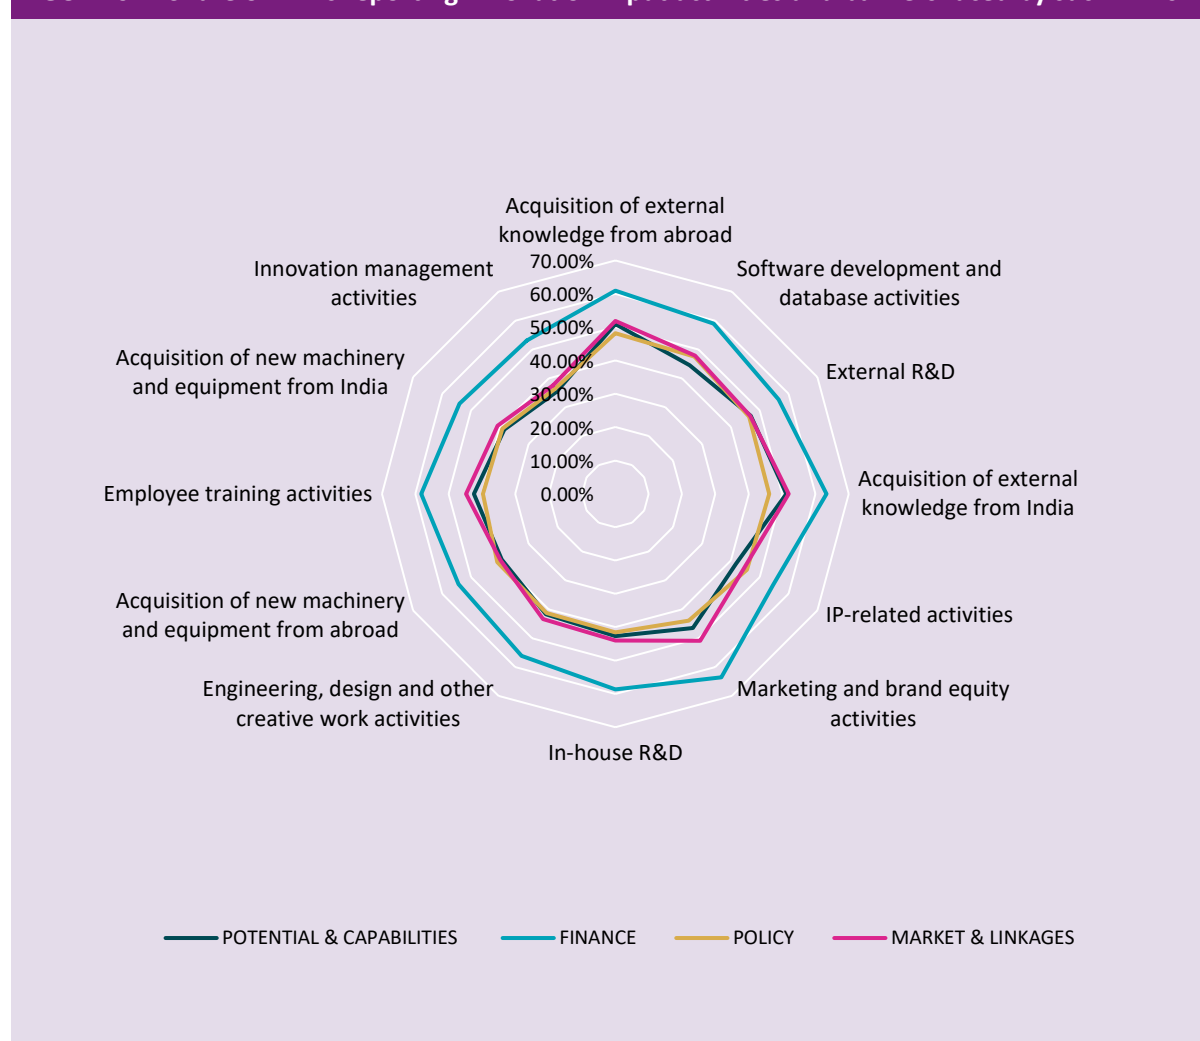 Acquisition of external
knowledge from abroad
70.00%
60.00%
50.00%
40.00%
30.00%
20.00%
10.00%
0.00%
Software development and
database activities
External R&D
Acquisition of external
knowledge from India
IP-related activities
Marketing and brand equity
activities
In-house R&D
Engineering, design and other
creative work activities
Acquisition of new machinery
and equipment from abroad
Employee training activities
Acquisition of new machinery
and equipment from India
Innovation management
activities
POTENTIAL & CAPABILITIES
FINANCE
POLICY
MARKET & LINKAGES